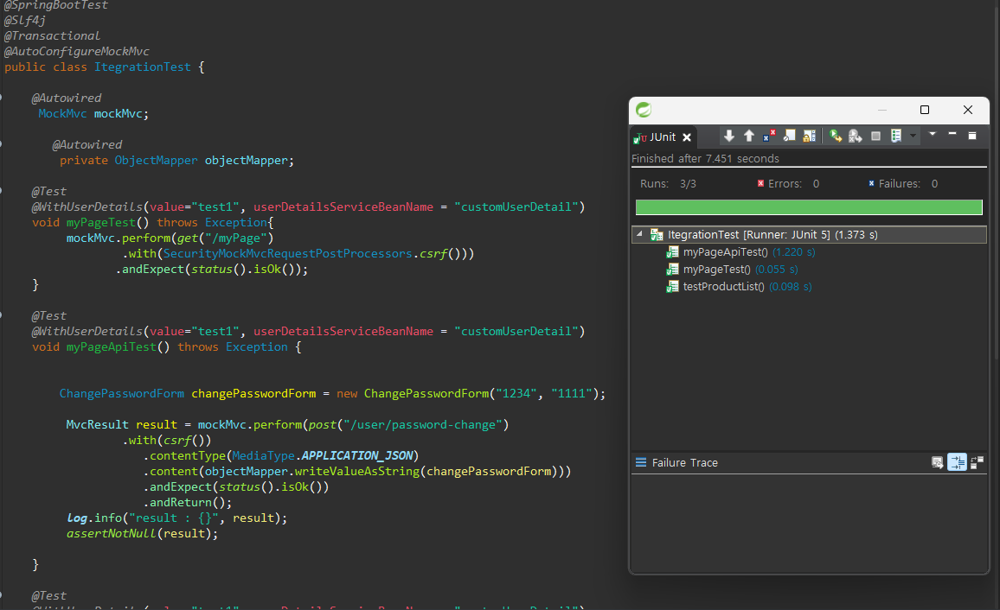 @SpringBootTest
@Slf4j
@Transactional
@AutoConfigureMockMvc
public class ItegrationTest {
@Autowired
MockMvc mockMvc;
@Autowired
private ObjectMapper objectMapper;
@Test
@WithUserDetails(value="test1", userDetailsServiceBeanName = "customUserDetail")
void myPageTest() throws Exception{
mockMvc.perform(get("/myPage")
.with(SecurityMockMvcRequestPostProcessors.csrf()))
.andExpect(status().isOk());
}
@Test
@WithUserDetails(value="test1", userDetailsServiceBeanName = "customUserDetail")
void myPageApiTest() throws Exception {
ChangePasswordForm changePasswordForm = new ChangePasswordForm("1234", "1111");
MvcResult result = mockMvc.perform(post("/user/password-change")
.with(csrf())
.contentType(MediaType.APPLICATION_JSON)
.content(objectMapper.writeValueAsString(changePasswordForm)))
.andExpect(status().isOk())
.andReturn();
log.info("result : {}", result);
assertNotNull(result);
}
@Test
JUnit
Finished after 7.451 seconds
Runs: 3/3
Errors: 0
Failures: 0
ItegrationTest [Runner: JUnit 5] (1.373 s)
myPageApiTest() (1.220 s)
myPageTest() (0.055 s)
testProductList() (0.098 s)
Failure Trace